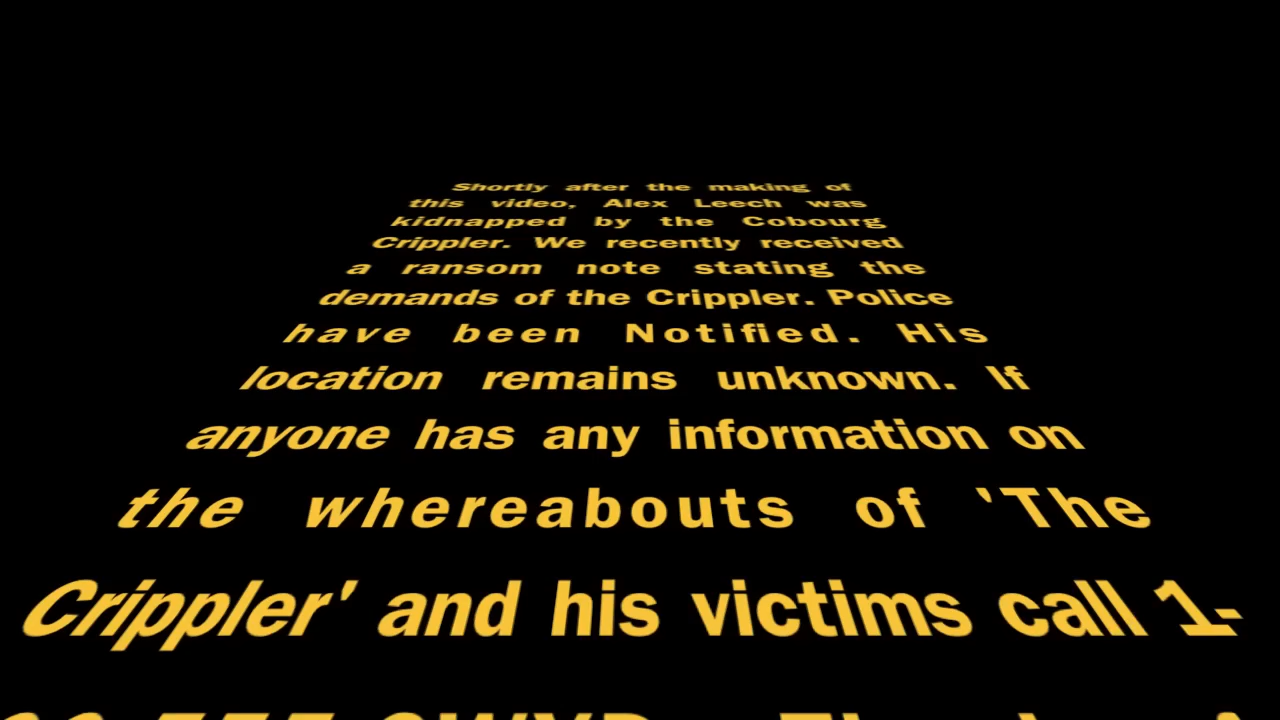 Shortly after the making of
this video, Alex Leech was
kidnapped by the Cobourg
Crippler. We recently received
a ransom note stating the
demands of the Crippler. Police
have been Notified. His
location remains unknown. If
anyone has any information on
the whereabouts of 'The
Crippler' and his victims call 1-